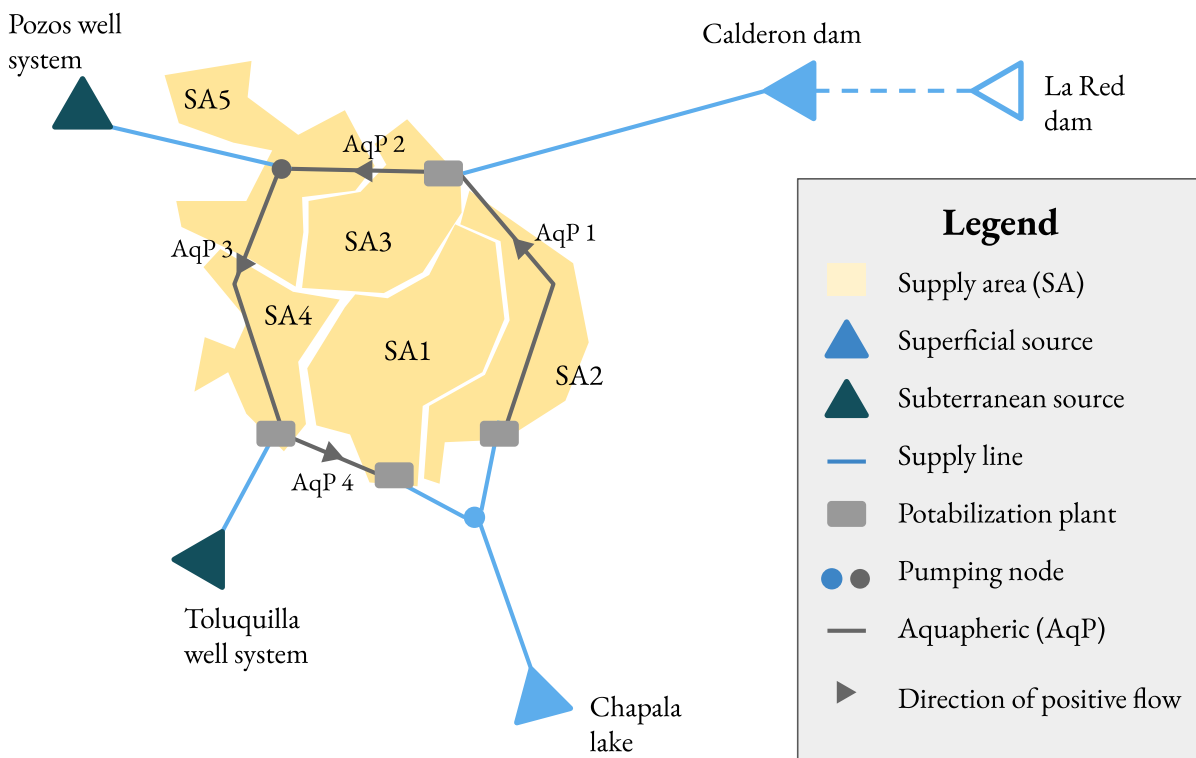 Pozos well
system
Calderon dam
La Red
dam
SA5
AqP 2
AqP 1
SA3
AqP 3
SA4
SA1
SA2
AqP 4
Toluquilla
well system
Chapala
lake
Legend
Supply area (SA)
Superficial source
Subterranean source
Supply line
Potabilization plant
Pumping node
Aquapheric (AqP)
Direction of positive flow